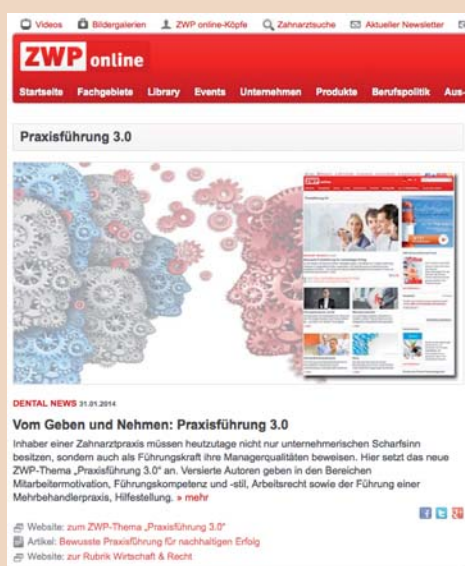 Videos Bildergalerien ZWP online-Köpfe Zahnarztsuche Aktueller Newsletter
ZWP online
Startseite Fachgebiete Library Events Unternehmen Produkte Berufspolitik Aus-
Praxisführung 3.0
DENTAL NEWS 31.01.2014
Vom Geben und Nehmen: Praxisführung 3.0
Inhaber einer Zahnarztpraxis müssen heutzutage nicht nur unternehmerischen Scharfsinn
besitzen, sondern auch als Führungskraft ihre Managerqualitäten beweisen. Hier setzt das neue
ZWP-Thema „Praxisführung 3.0“ an. Versierte Autoren geben in den Bereichen
Mitarbeitermotivation, Führungskompetenz und -stil, Arbeitsrecht sowie der Führung einer
Mehrbehandlerpraxis, Hilfestellung. » mehr
Website: zum ZWP-Thema „Praxisführung 3.0“
Artikel: Bewusste Praxisführung für nachhaltigen Erfolg
Website: zur Rubrik Wirtschaft & Recht